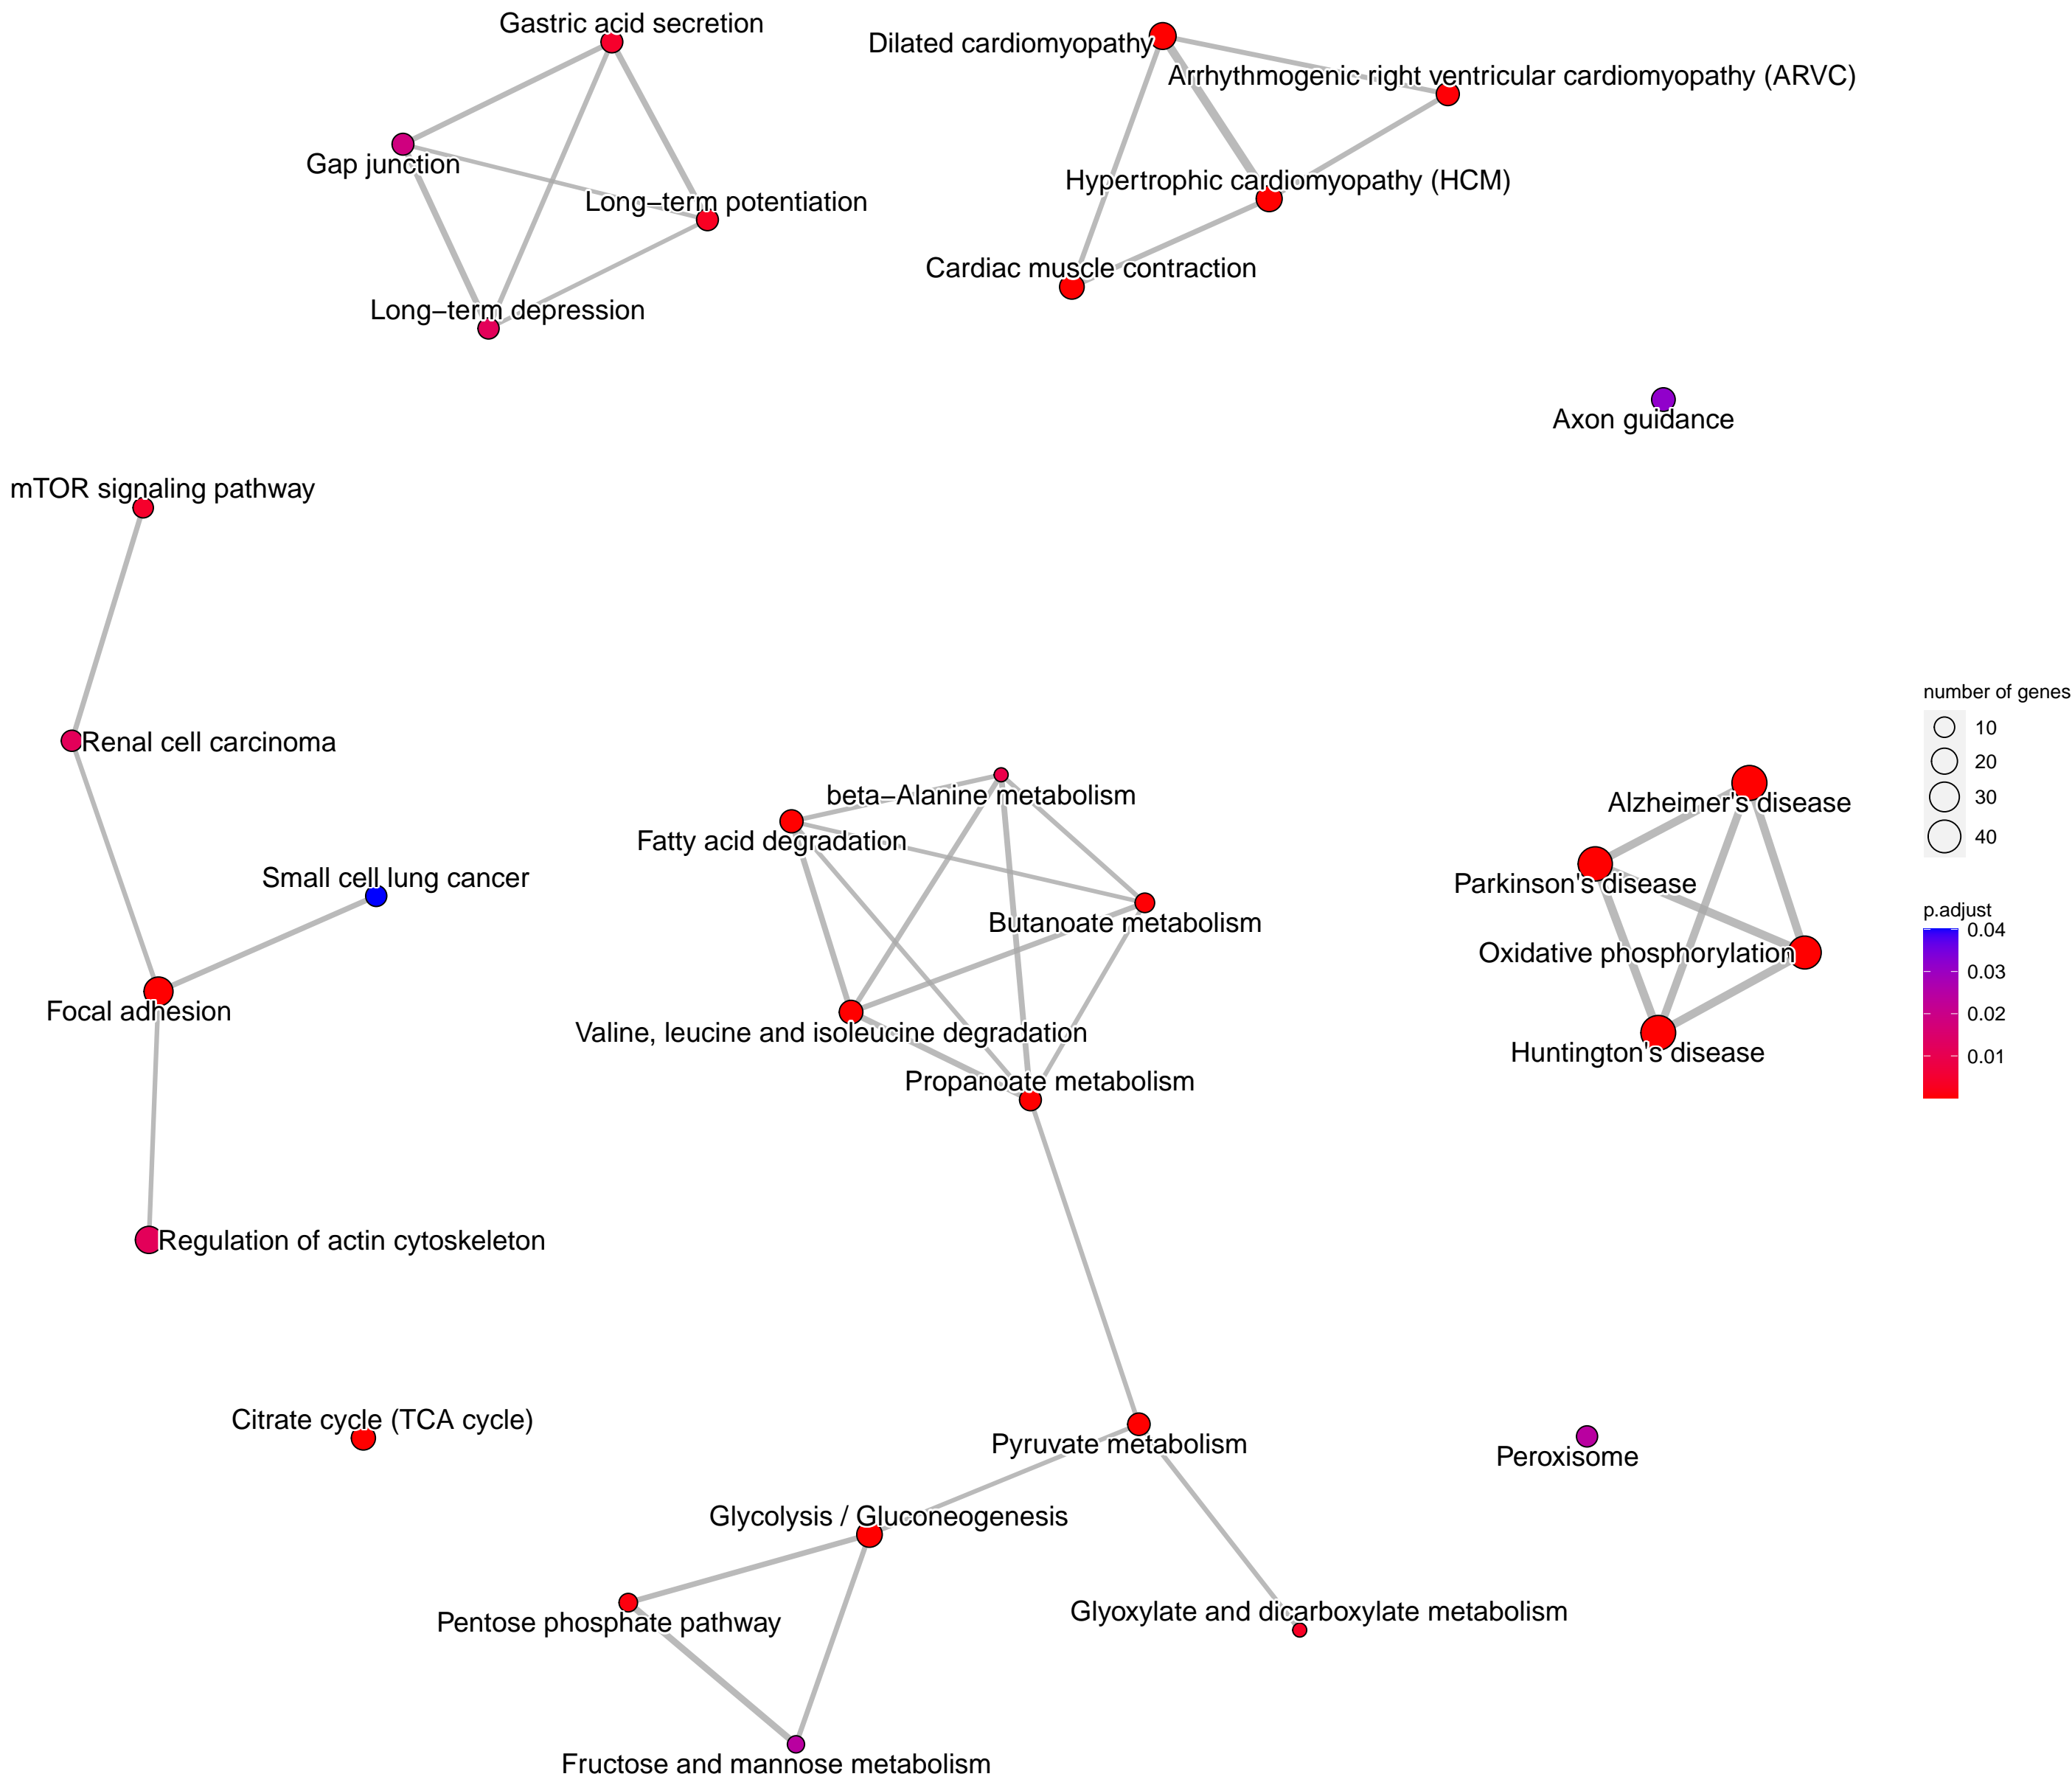 Gastric acid secretion
Dilated cardiomyopathy
Arrhythmogenic right ventricular cardiomyopathy (ARVC)
Gap junction
Hypertrophic cardiomyopathy (HCM)
Long−term potentiation
Cardiac muscle contraction
Long−term depression
Axon guidance
mTOR signaling pathway
number of genes
10
20
30
40
Renal cell carcinoma
beta−Alanine metabolism
Alzheimer's disease
Fatty acid degradation
Small cell lung cancer
Parkinson's disease
p.adjust
0.04
0.03
0.02
0.01
Butanoate metabolism
Oxidative phosphorylation
Focal adhesion
Valine, leucine and isoleucine degradation
Huntington's disease
Propanoate metabolism
Regulation of actin cytoskeleton
Citrate cycle (TCA cycle)
Pyruvate metabolism
Peroxisome
Glycolysis / Gluconeogenesis
Glyoxylate and dicarboxylate metabolism
Pentose phosphate pathway
Fructose and mannose metabolism